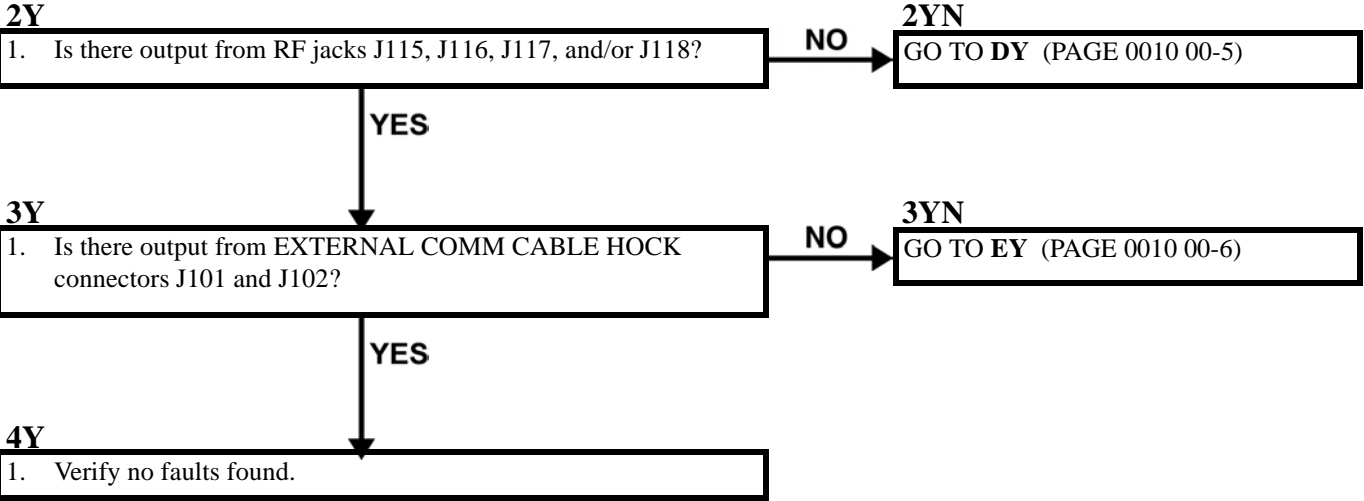 2Y
1. Is there output from RF jacks J115, J116, J117, and/or J118?
NO
2YN
GO TO DY (PAGE 0010 00-5)
YES
3Y
1. Is there output from EXTERNAL COMM CABLE HOCK
connectors J101 and J102?
NO
3YN
GO TO EY (PAGE 0010 00-6)
YES
4Y
1. Verify no faults found.